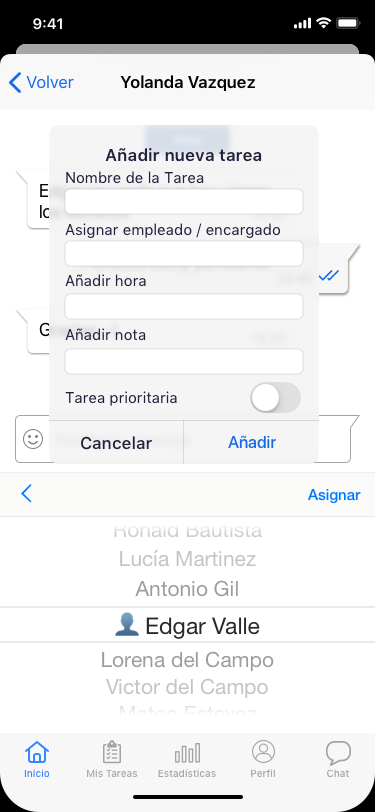 9:41
Volver
Yolanda Vazquez
Añadir nueva tarea
Nombre de la Tarea
Asignar empleado / encargado
Añadir hora
Añadir nota
Tarea prioritaria
Cancelar
Añadir
Asignar
Ronald Bautista
Lucía Martinez
Antonio Gil
Edgar Valle
Lorena del Campo
Victor del Campo
Mateo Estevez
Inicio
Mis Tareas
Estadísticas
Perfil
Chat